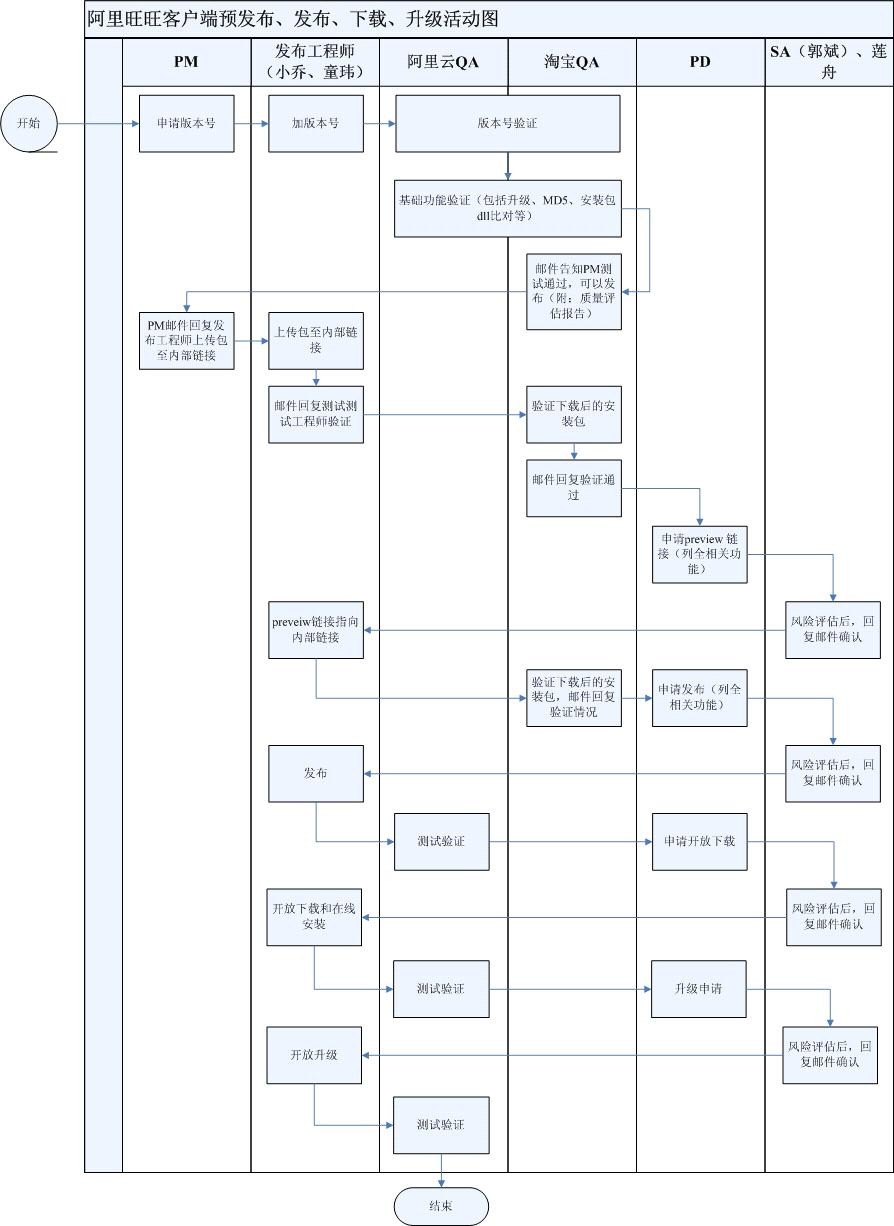 阿里旺旺客户端预发布、发布、下载、升级活动图
PM
发布工程师
（小乔、童玮）
阿里云QA
淘宝QA
PD
SA（郭斌）、莲
舟
开始
申请版本号
加版本号
版本号验证
基础功能验证（包括升级、MD5、安装包
dll比对等）
邮件告知PM测
试通过，可以发
布（附：质量评
估报告）
PM邮件回复发
布工程师上传包
至内部链接
上传包至内部链
接
邮件回复测试测
试工程师验证
验证下载后的安
装包
邮件回复验证通
过
申请preview 链
接（列全相关功
能）
风险评估后，回
复邮件确认
preveiw链接指向
内部链接
验证下载后的安
装包，邮件回复
验证情况
申请发布（列全
相关功能）
风险评估后，回
复邮件确认
发布
测试验证
申请开放下载
风险评估后，回
复邮件确认
开放下载和在线
安装
测试验证
升级申请
风险评估后，回
复邮件确认
开放升级
测试验证
结束